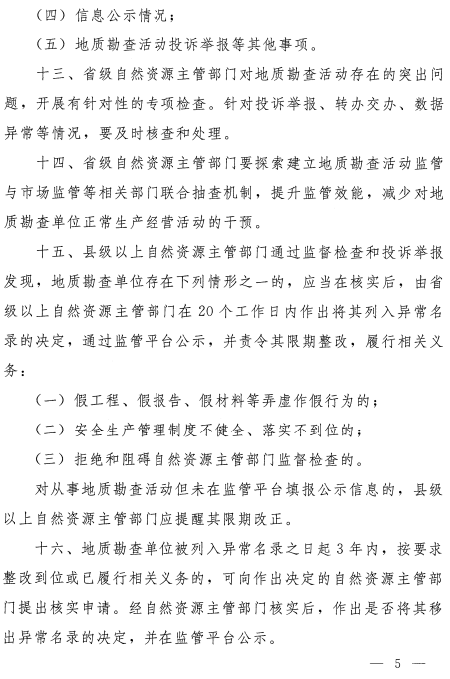 （四）信息公示情况；
（五）地质勘查活动投诉举报等其他事项。
十三、省级自然资源主管部门对地质勘查活动存在的突出问
题，开展有针对性的专项检查。针对投诉举报、转办交办、数据
异常等情况，要及时核查和处理。
十四、省级自然资源主管部门要探索建立地质勘查活动监管
与市场监管等相关部门联合抽查机制，提升监管效能，减少对地
质勘查单位正常生产经营活动的干预。
十五、县级以上自然资源主管部门通过监督检查和投诉举报
发现，地质勘查单位存在下列情形之一的，应当在核实后，由省
级以上自然资源主管部门在 20 个工作日内作出将其列入异常名
录的决定，通过监管平台公示，并责令其限期整改，履行相关义
务：
（一）假工程、假报告、假材料等弄虚作假行为的；
（二）安全生产管理制度不健全、落实不到位的；
（三）拒绝和阻碍自然资源主管部门监督检查的。
对从事地质勘查活动但未在监管平台填报公示信息的，县级
以上自然资源主管部门应提醒其限期改正。
十六、地质勘查单位被列入异常名录之日起 3 年内，按要求
整改到位或已履行相关义务的，可向作出决定的自然资源主管部
门提出核实申请。经自然资源主管部门核实后，作出是否将其移
出异常名录的决定，并在监管平台公示。
— 5 —